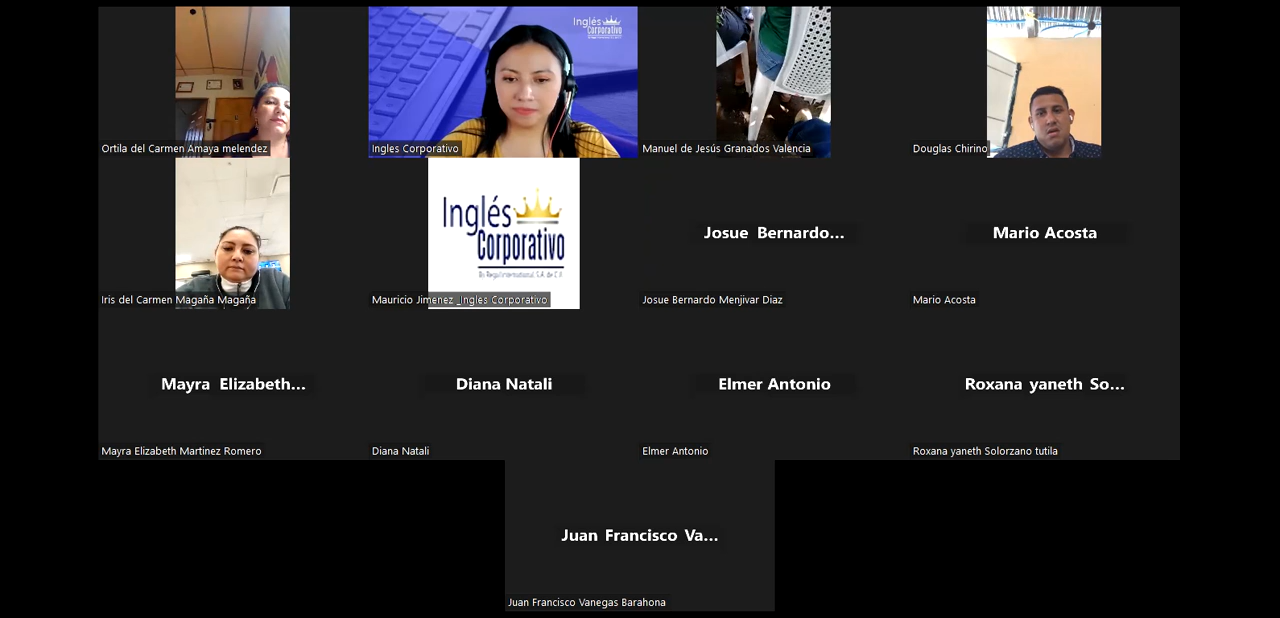 Inglés
Corporativo
Ortila del Carmen Amaya melendez
Ingles Corporativo
Manuel de Jesús Granados Valencia
Douglas Chirino
Inglés
Corporativo
Iris del Carmen Magaña Magaña
Mauricio Jimenez _Ingles Corporativo
Josue Bernardo...
Josue Bernardo Menjivar Diaz
Mario Acosta
Mario Acosta
Mayra Elizabeth...
Mayra Elizabeth Martinez Romero
Diana Natali
Diana Natali
Elmer Antonio
Elmer Antonio
Roxana yaneth So...
Roxana yaneth Solorzano tutila
Juan Francisco Va...
Juan Francisco Vanegas Barahona